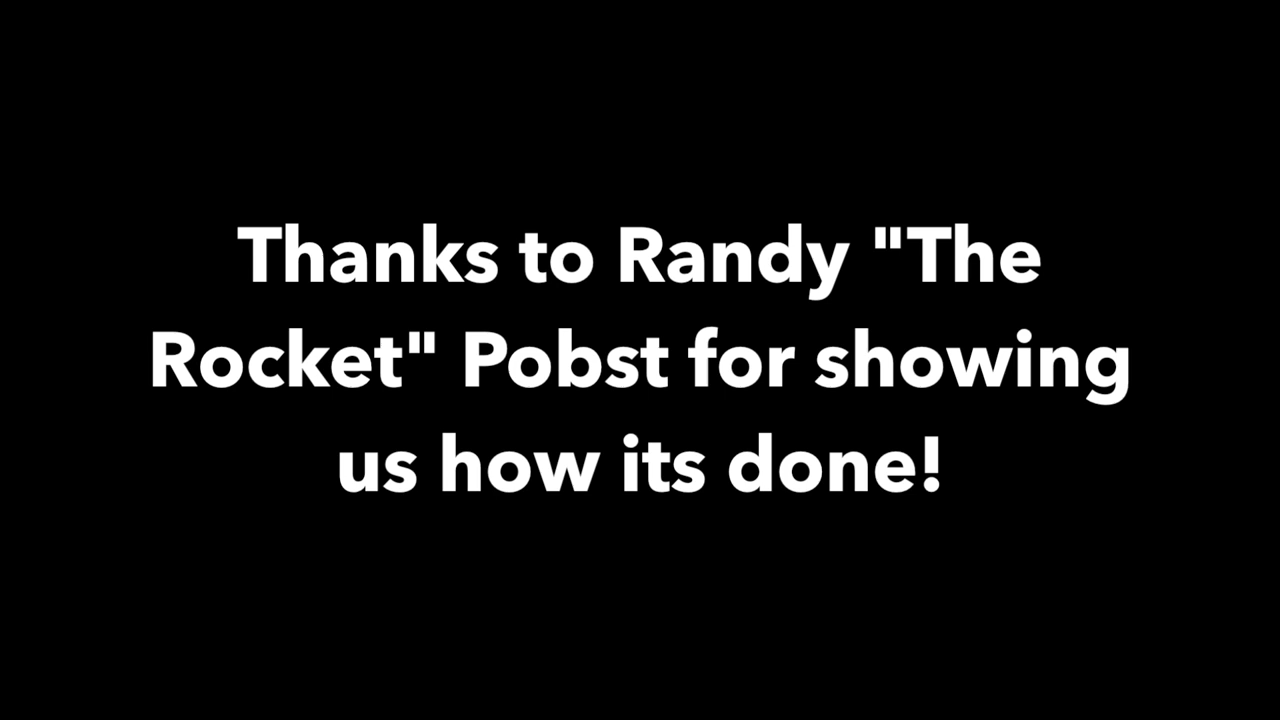 Thanks to Randy "The
Rocket" Pobst for showing
us how its done!